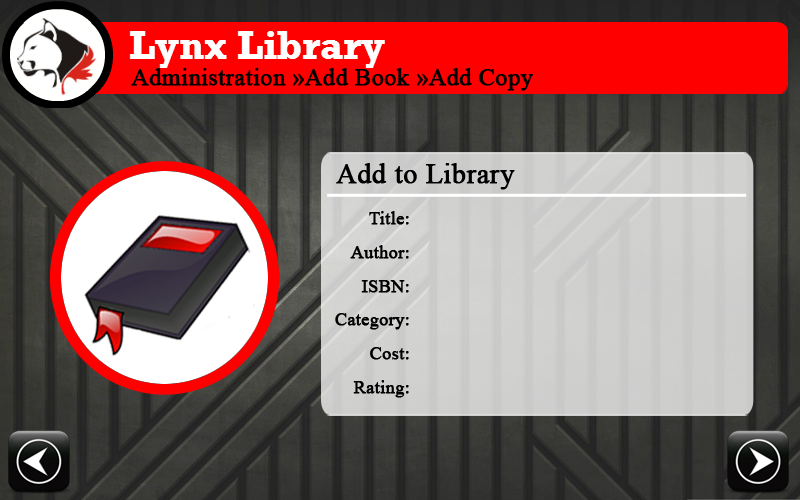 Lynx Library
Administration »Add Book »Add Copy
Add to Library
Title:
Author:
ISBN:
Category:
Cost:
Rating: